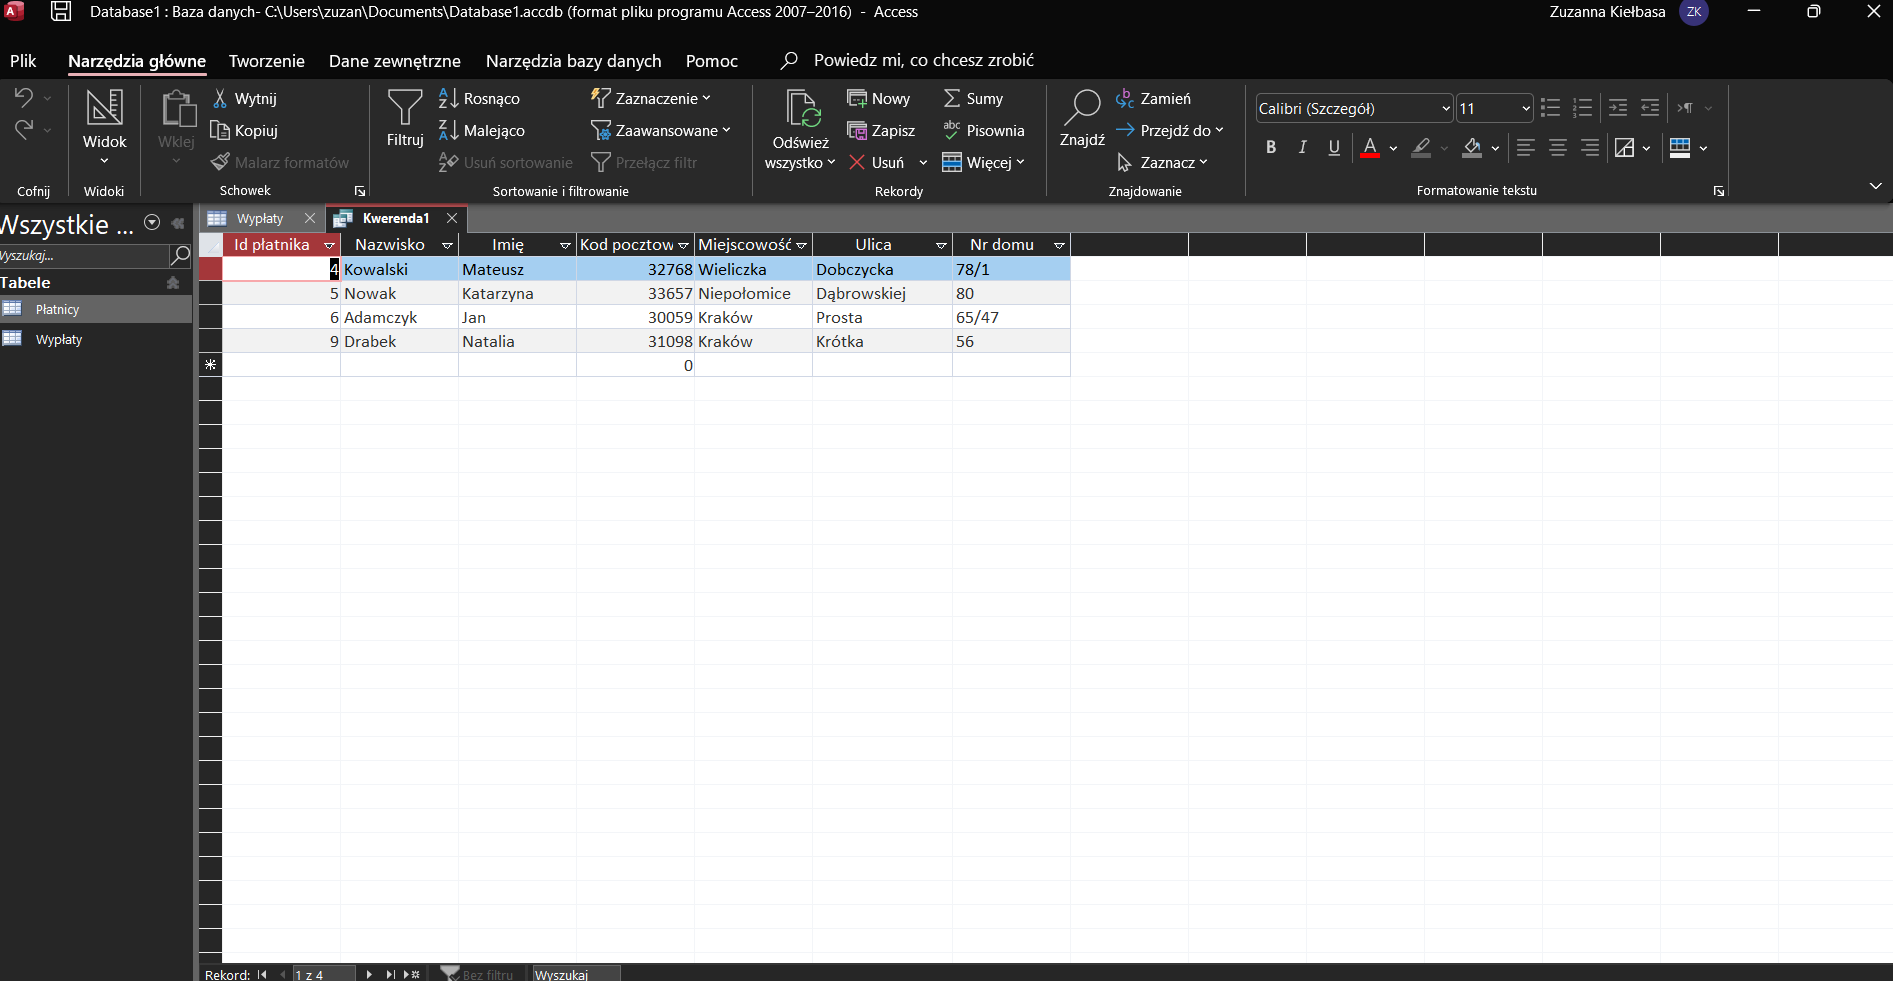 Database1 : Baza danych- C:\Users\zuzan\Documents\Database1.accdb (format pliku programu Access 2007–2016) - Access
Zuzanna Kiełbasa ZK
Plik Narzędzia główne Tworzenie Dane zewnętrzne Narzędzia bazy danych Pomoc Powiedz mi, co chcesz zrobić
Wytnij Rosnąco Zaznaczenie Nowy Sumy Zamień Calibri (Szczegół) 11
Widok Wklej Kopiuj Filtruj Malejąco Zaawansowane Odśwież wszystko Zapisz Pisownia Znajdź Przejdź do B I U A
Malarz formatów Usuń sortowanie Przełącz filtr Usuń Więcej Zaznacz
Cofnij Widoki Schowek Sortowanie i filtrowanie Rekordy Znajdowanie Formatowanie tekstu
Wszystkie ... Wypłaty Kwerenda1
Wyszukaj...
Tabele
Płatnicy
Wypłaty
Id płatnika Nazwisko Imię Kod pocztow Miejscowość Ulica Nr domu
4 Kowalski Mateusz 32768 Wieliczka Dobczycka 78/1
5 Nowak Katarzyna 33657 Niepołomice Dąbrowskiej 80
6 Adamczyk Jan 30059 Kraków Prosta 65/47
9 Drabek Natalia 31098 Kraków Krótka 56
0
Rekord: 1 z 4 Bez filtru Wyszukaj